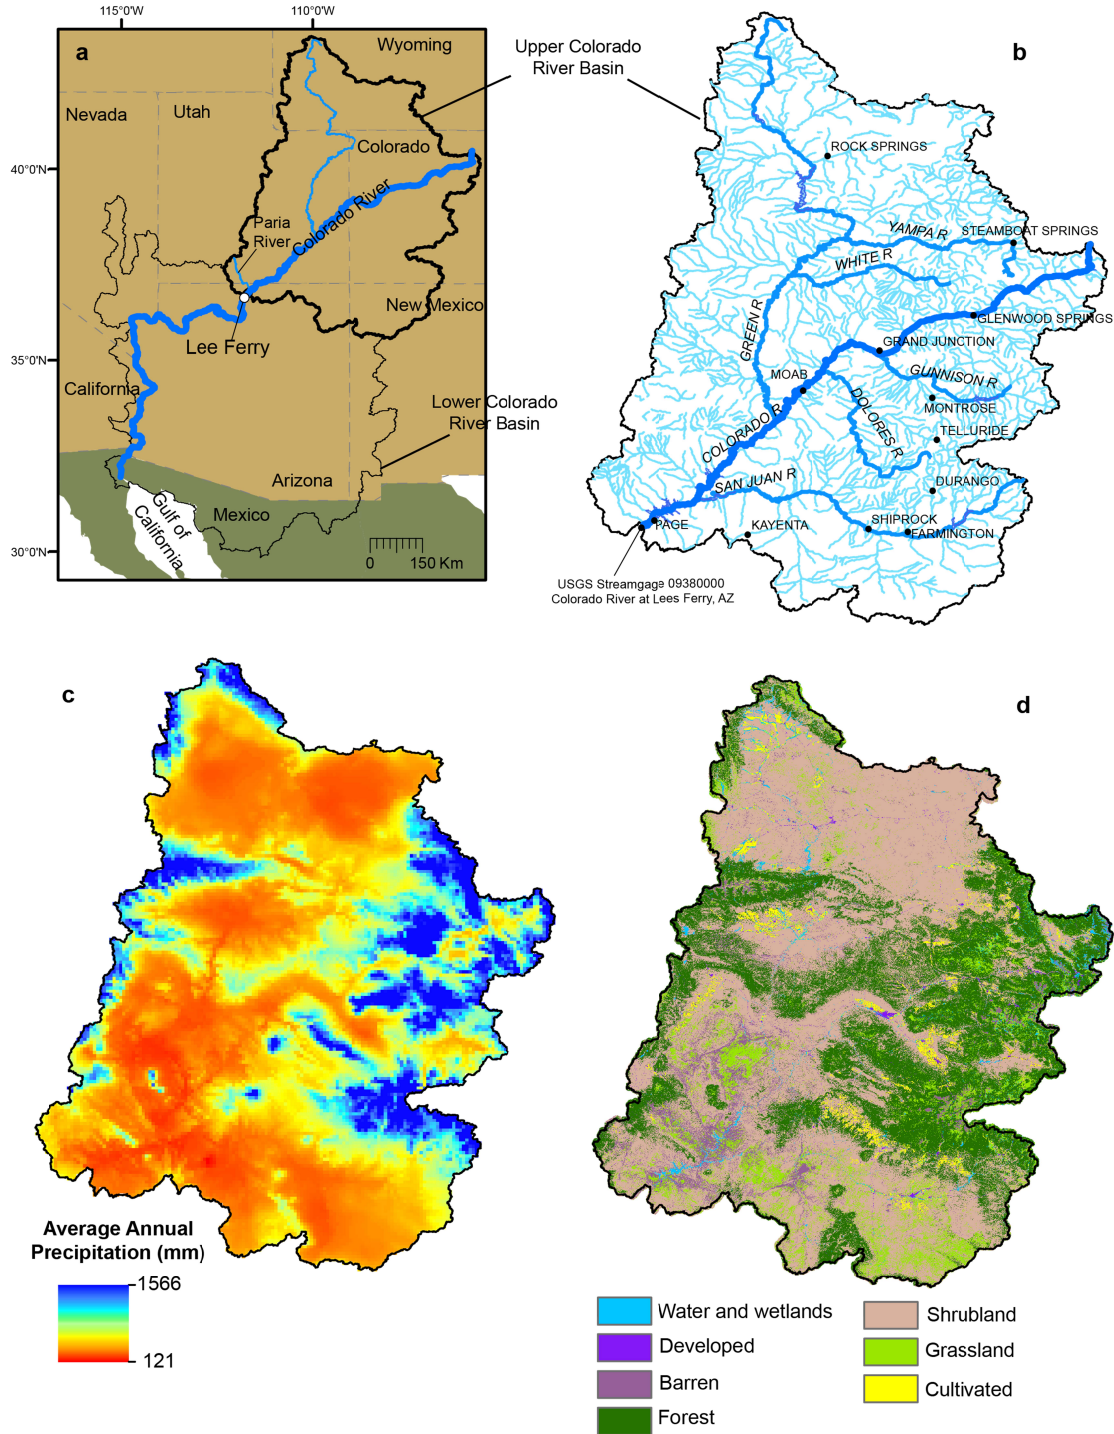 115°0'W
110°0'W
a
Wyoming
Upper Colorado
River Basin
b
Nevada
Utah
Colorado
40°0'N
Paria
River
Colorado River
New Mexico
Lee Ferry
35°0'N
California
Lower Colorado
River Basin
Arizona
Mexico
Gulf of
California
30°0'N
0 150 Km
ROCK SPRINGS
YAMPA R
STEAMBOAT SPRINGS
WHITE R
GREEN R
GLENWOOD SPRINGS
GRAND JUNCTION
GUNNISON R
MOAB
MONTROSE
DOLORES R
COLORADO R
TELLURIDE
SAN JUAN R
DURANGO
PAGE
KAYENTA
SHIPROCK
FARMINGTON
USGS Streamgage 09380000
Colorado River at Lees Ferry, AZ
c
d
Average Annual
Precipitation (mm)
1566
121
Water and wetlands
Developed
Barren
Forest
Shrubland
Grassland
Cultivated